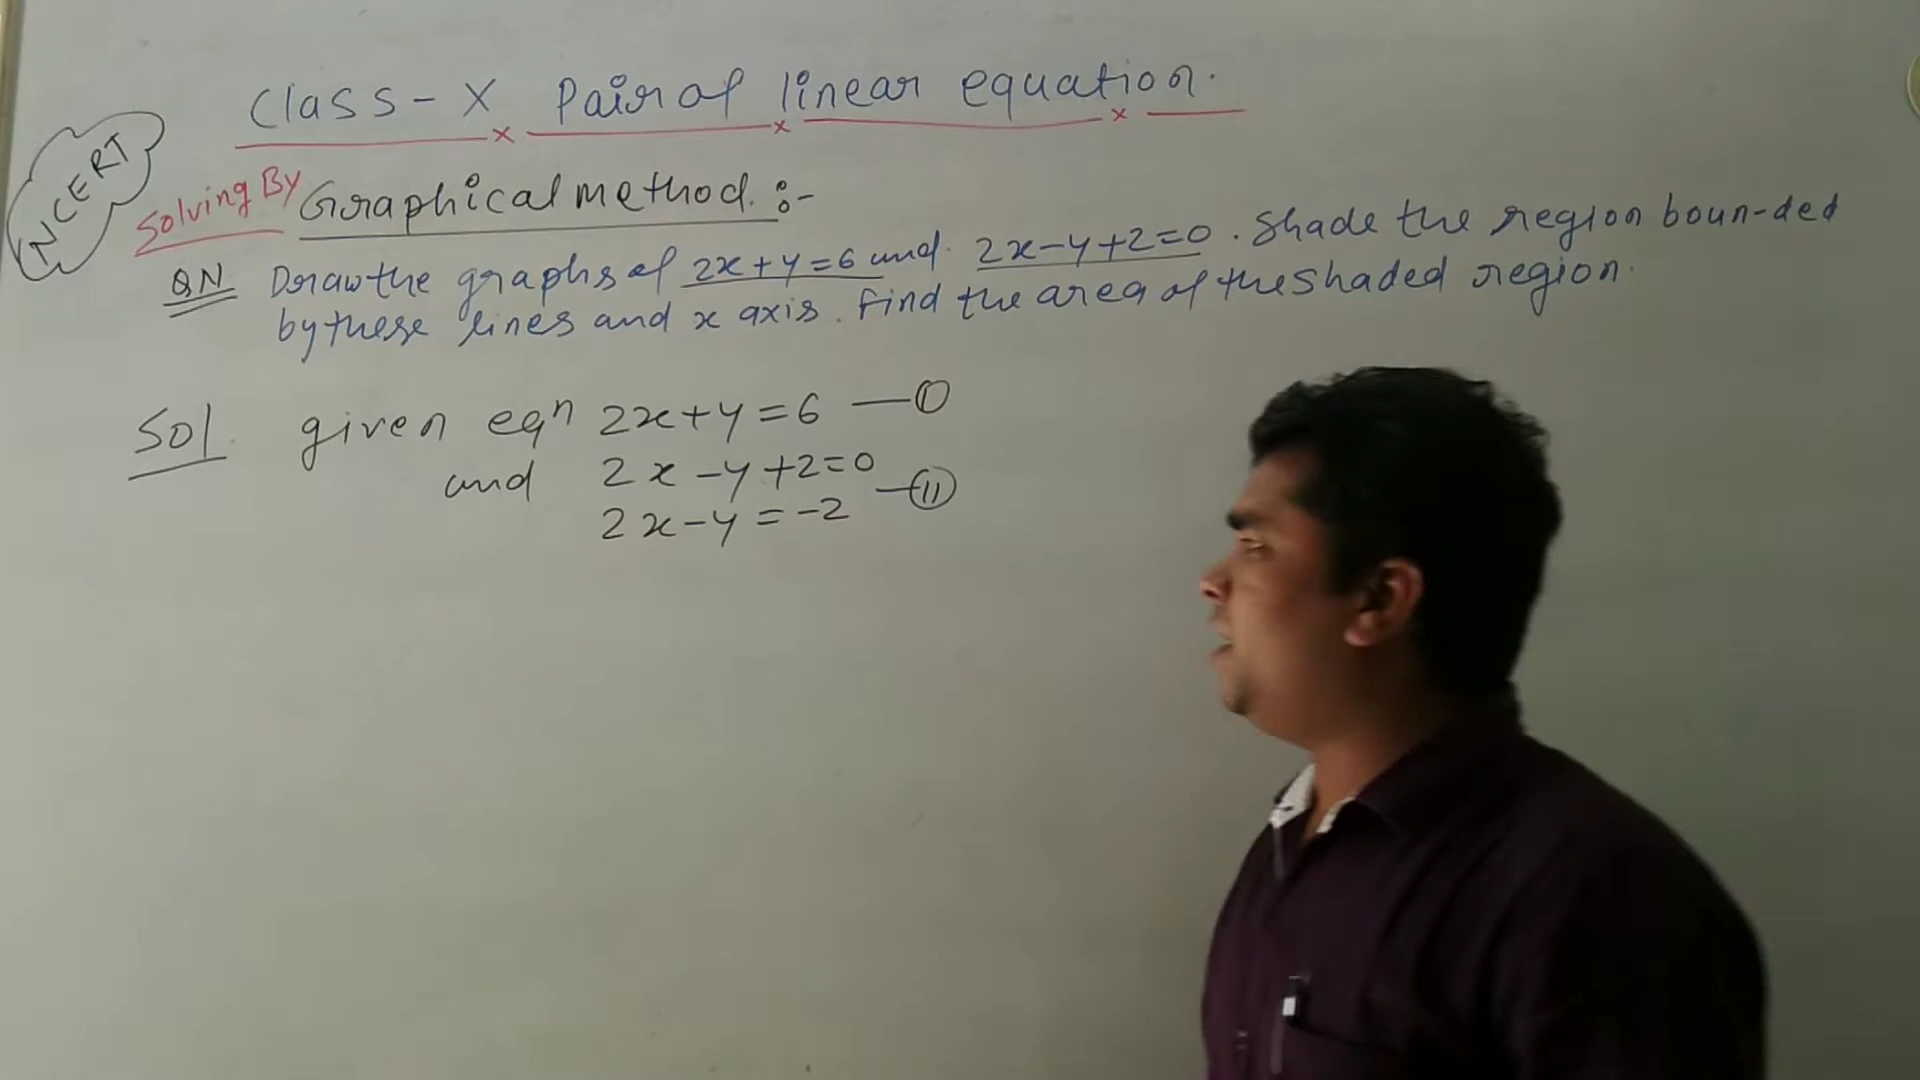 Class - X Pair of linear equation.
NCERT
Solving By Graphical method :-
QN Draw the graphs of 2x+y=6 and 2x-y+2=0. Shade the region boun-ded
by these lines and x axis. Find the area of the shaded region.
Sol. given eqn 2x+y=6 —(I)
and 2x-y+2=0
2x-y=-2 —(II)